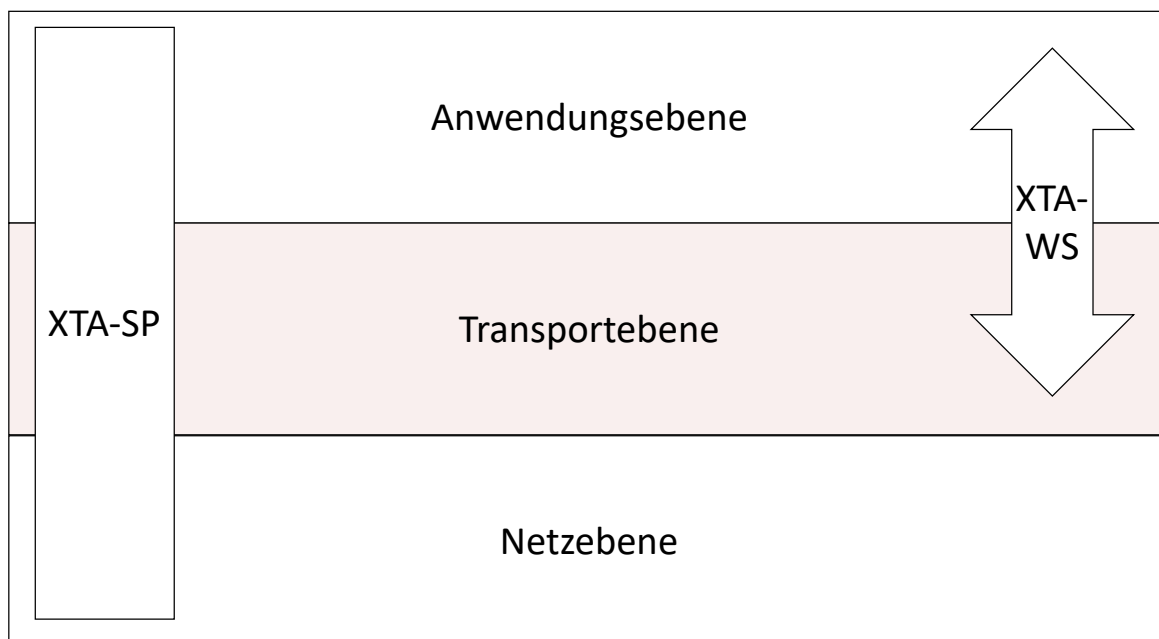 Anwendungsebene
XTA-
WS
XTA-SP
Transportebene
Netzebene